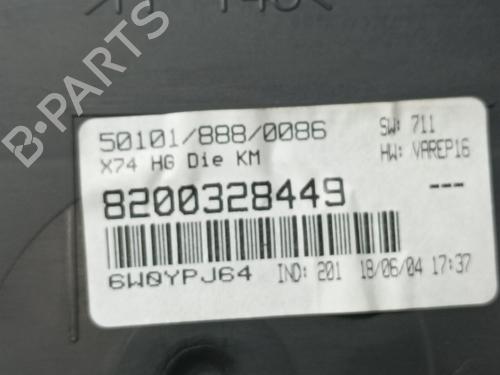 B-PARTS
50101/888/0086 SW: 711
X74 HG Die KM HW: VAREP16
8200328449 ---
6W0YPJ64 IND: 201 18/06/04 17:37